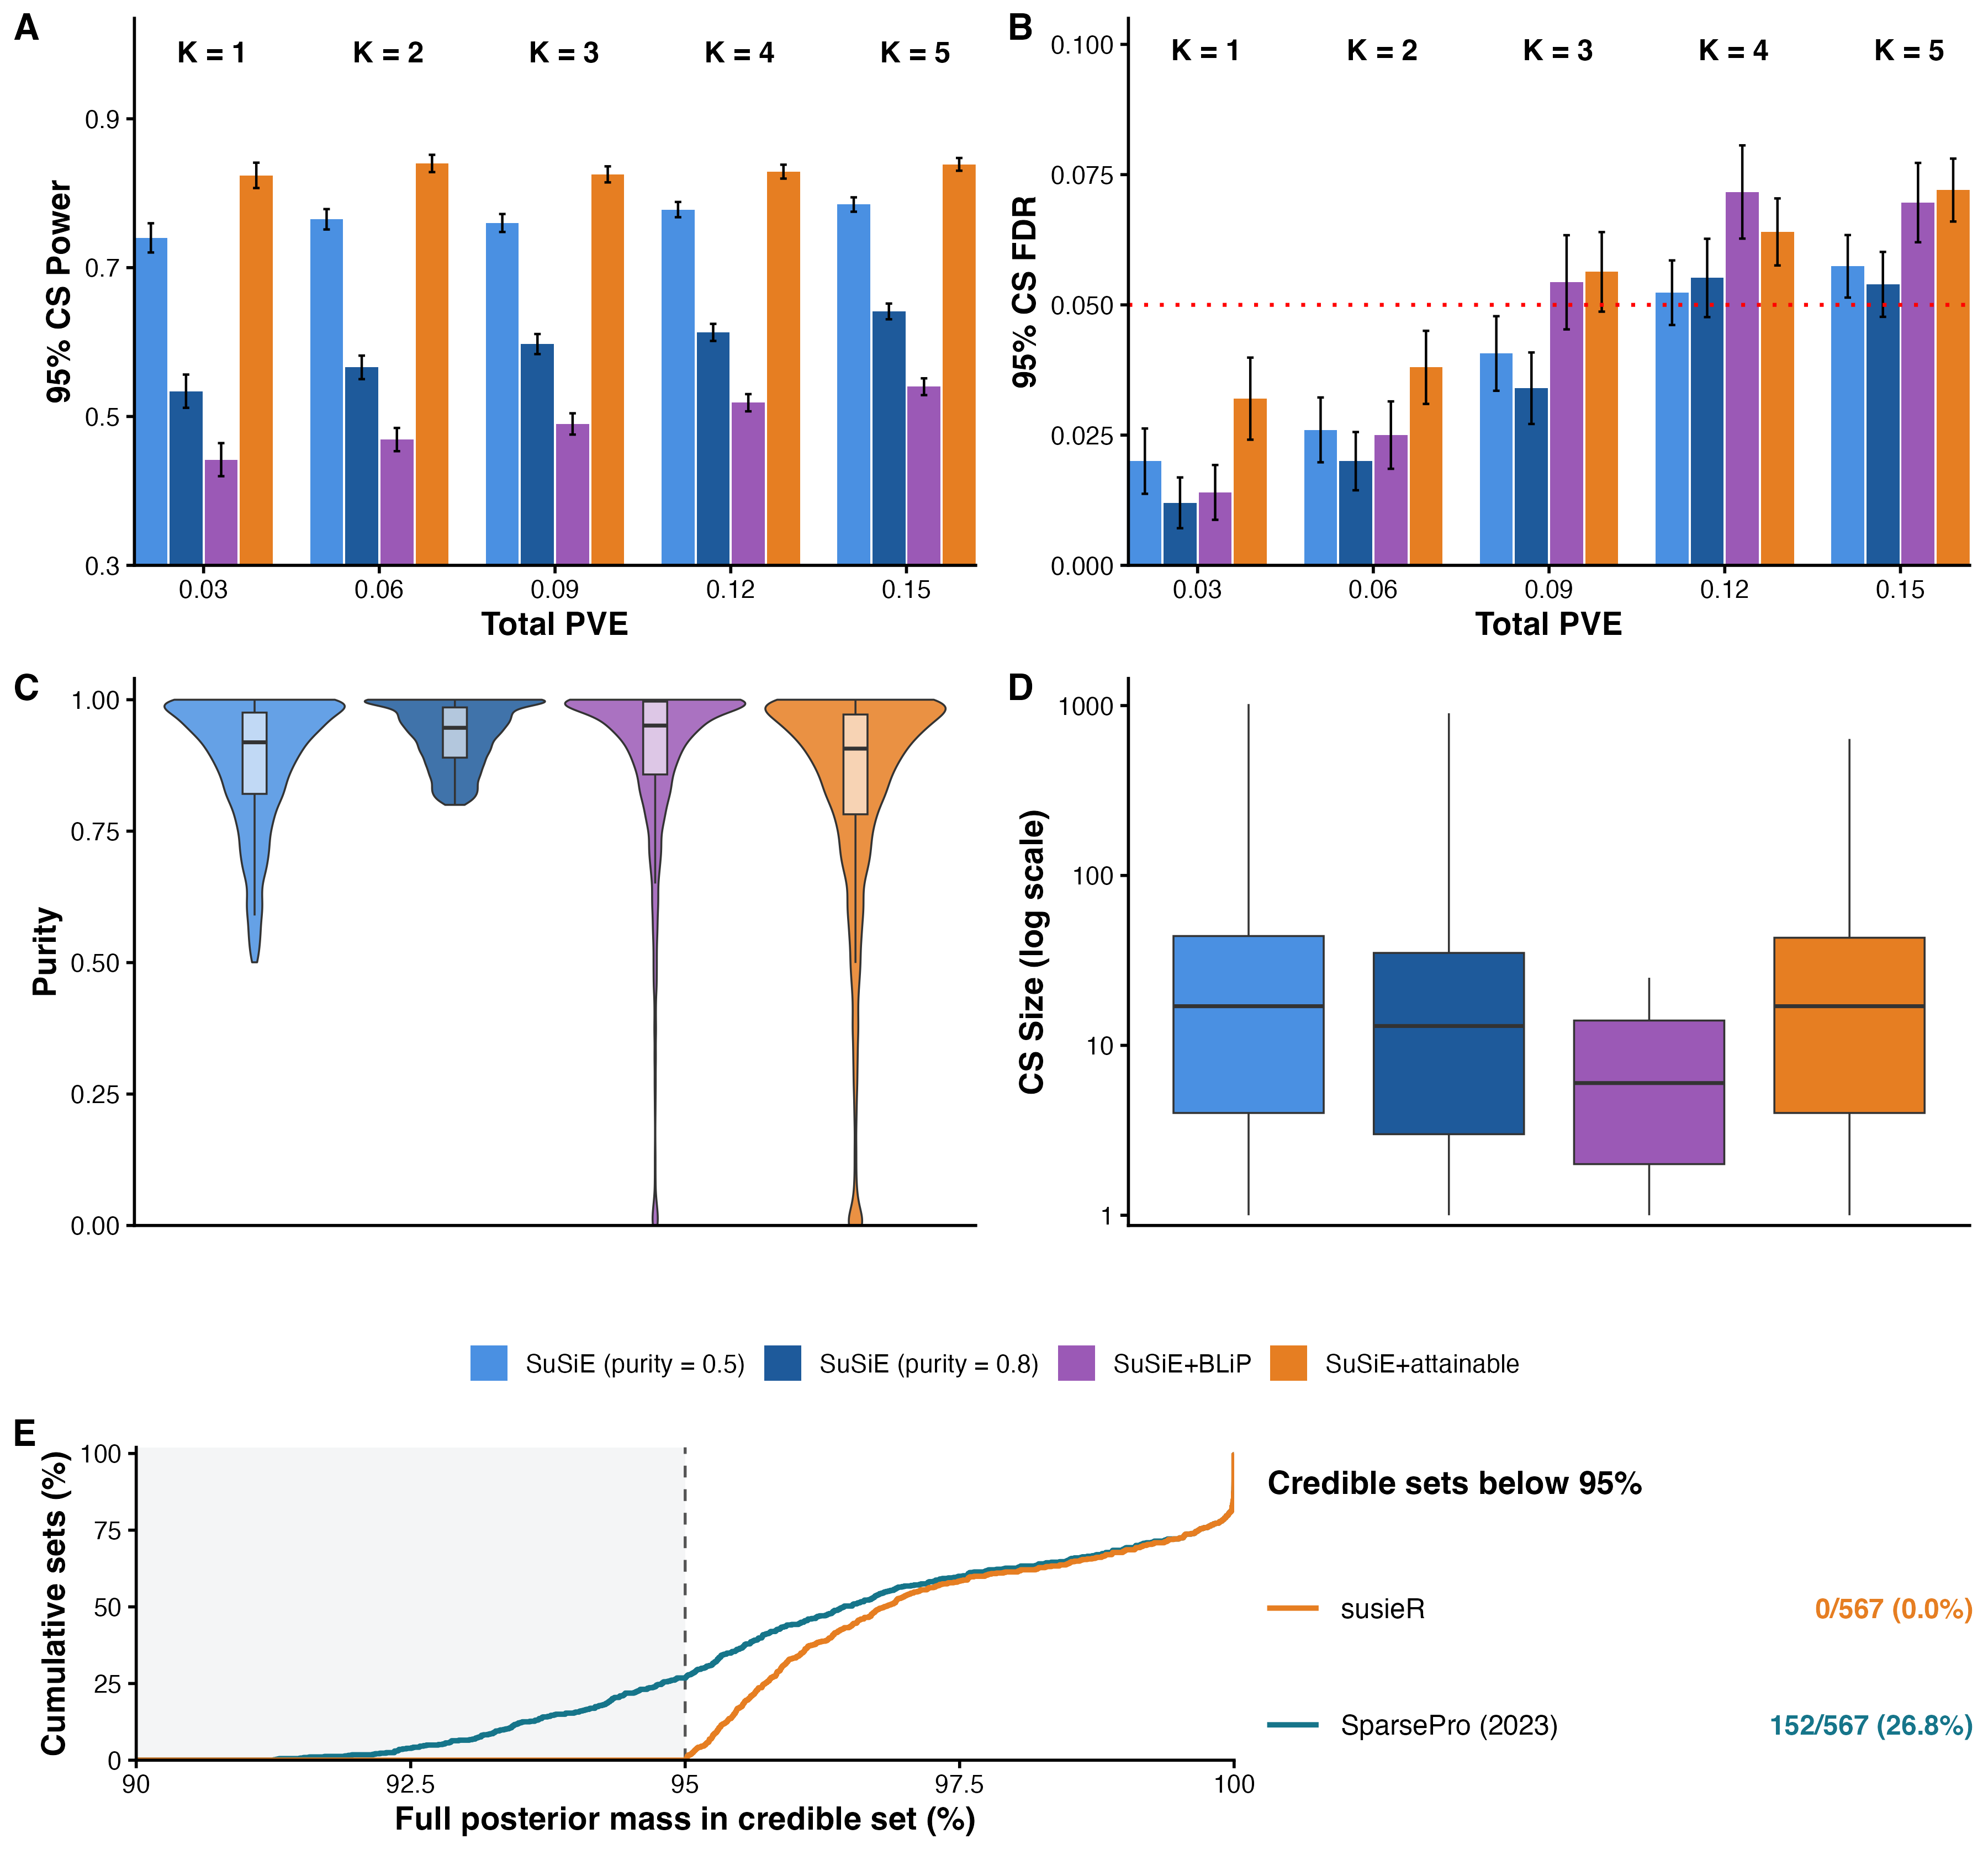 A
K = 1 K = 2 K = 3 K = 4 K = 5
0.9
0.7
0.5
0.3
95% CS Power
0.03 0.06 0.09 0.12 0.15
Total PVE
B
K = 1 K = 2 K = 3 K = 4 K = 5
0.100
0.075
0.050
0.025
0.000
95% CS FDR
0.03 0.06 0.09 0.12 0.15
Total PVE
C
1.00
0.75
0.50
0.25
0.00
Purity
D
1000
100
10
1
CS Size (log scale)
SuSiE (purity = 0.5) SuSiE (purity = 0.8) SuSiE+BLiP SuSiE+attainable
E
100
75
50
25
0
Cumulative sets (%)
90 92.5 95 97.5 100
Full posterior mass in credible set (%)
Credible sets below 95%
susieR 0/567 (0.0%)
SparsePro (2023) 152/567 (26.8%)